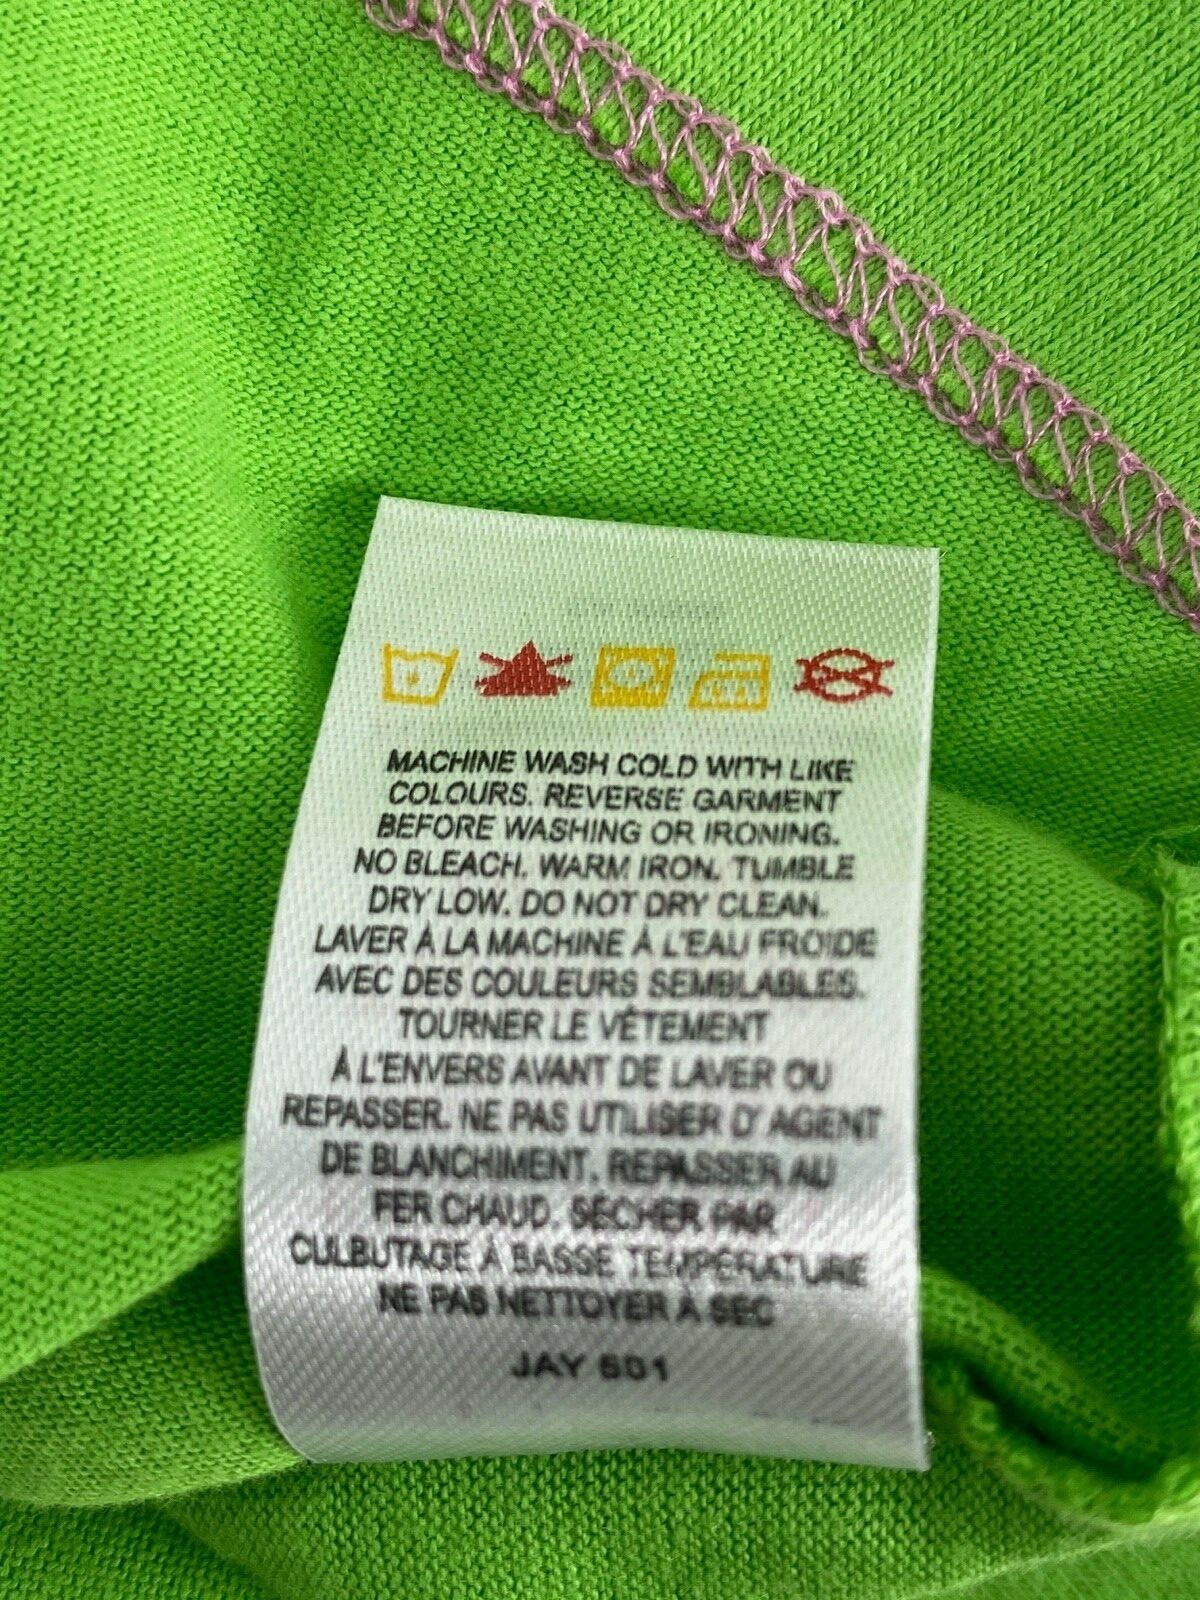 MACHINE WASH COLD WITH LIKE
COLOURS. REVERSE GARMENT
BEFORE WASHING OR IRONING.
NO BLEACH. WARM IRON. TUMBLE
DRY LOW. DO NOT DRY CLEAN.
LAVER À LA MACHINE À L'EAU FROIDE
AVEC DES COULEURS SEMBLABLES.
TOURNER LE VÊTEMENT
À L'ENVERS AVANT DE LAVER OU
REPASSER. NE PAS UTILISER D' AGENT
DE BLANCHIMENT. REPASSER AU
FER CHAUD. SÉCHER PAR
CULBUTAGE À BASSE TEMPÉRATURE
NE PAS NETTOYER À SEC
JAY 501